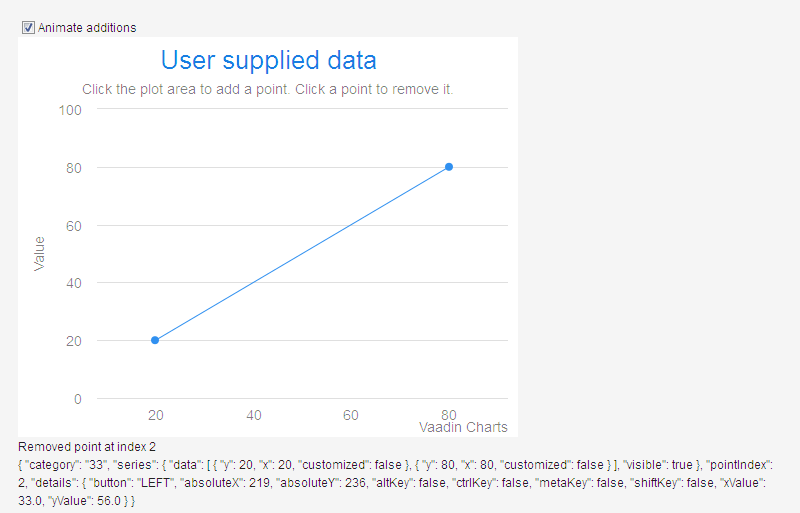 Animate additions
User supplied data
Click the plot area to add a point. Click a point to remove it.
100
80
60
40
20
0
Value
20 40 60 80
Vaadin Charts
Removed point at index 2
{ "category": "33", "series": { "data": [ { "y": 20, "x": 20, "customized": false }, { "y": 80, "x": 80, "customized": false } ], "visible": true }, "pointIndex":
2, "details": { "button": "LEFT", "absoluteX": 219, "absoluteY": 236, "altKey": false, "ctrlKey": false, "metaKey": false, "shiftKey": false, "xValue":
33.0, "yValue": 56.0 } }